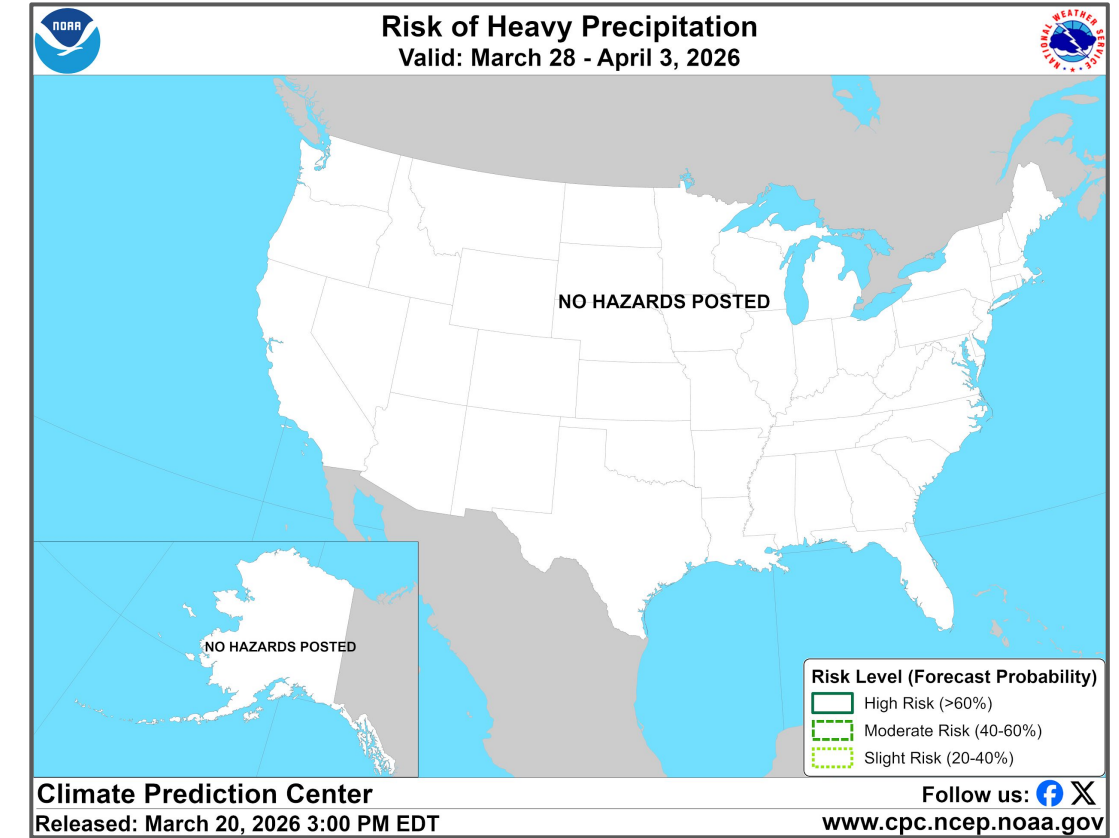 NOAA
Risk of Heavy Precipitation
Valid: March 28 - April 3, 2026
NATIONAL WEATHER SERVICE
NO HAZARDS POSTED
NO HAZARDS POSTED
Risk Level (Forecast Probability)
High Risk (>60%)
Moderate Risk (40-60%)
Slight Risk (20-40%)
Climate Prediction Center
Follow us:
Released: March 20, 2026 3:00 PM EDT
www.cpc.ncep.noaa.gov